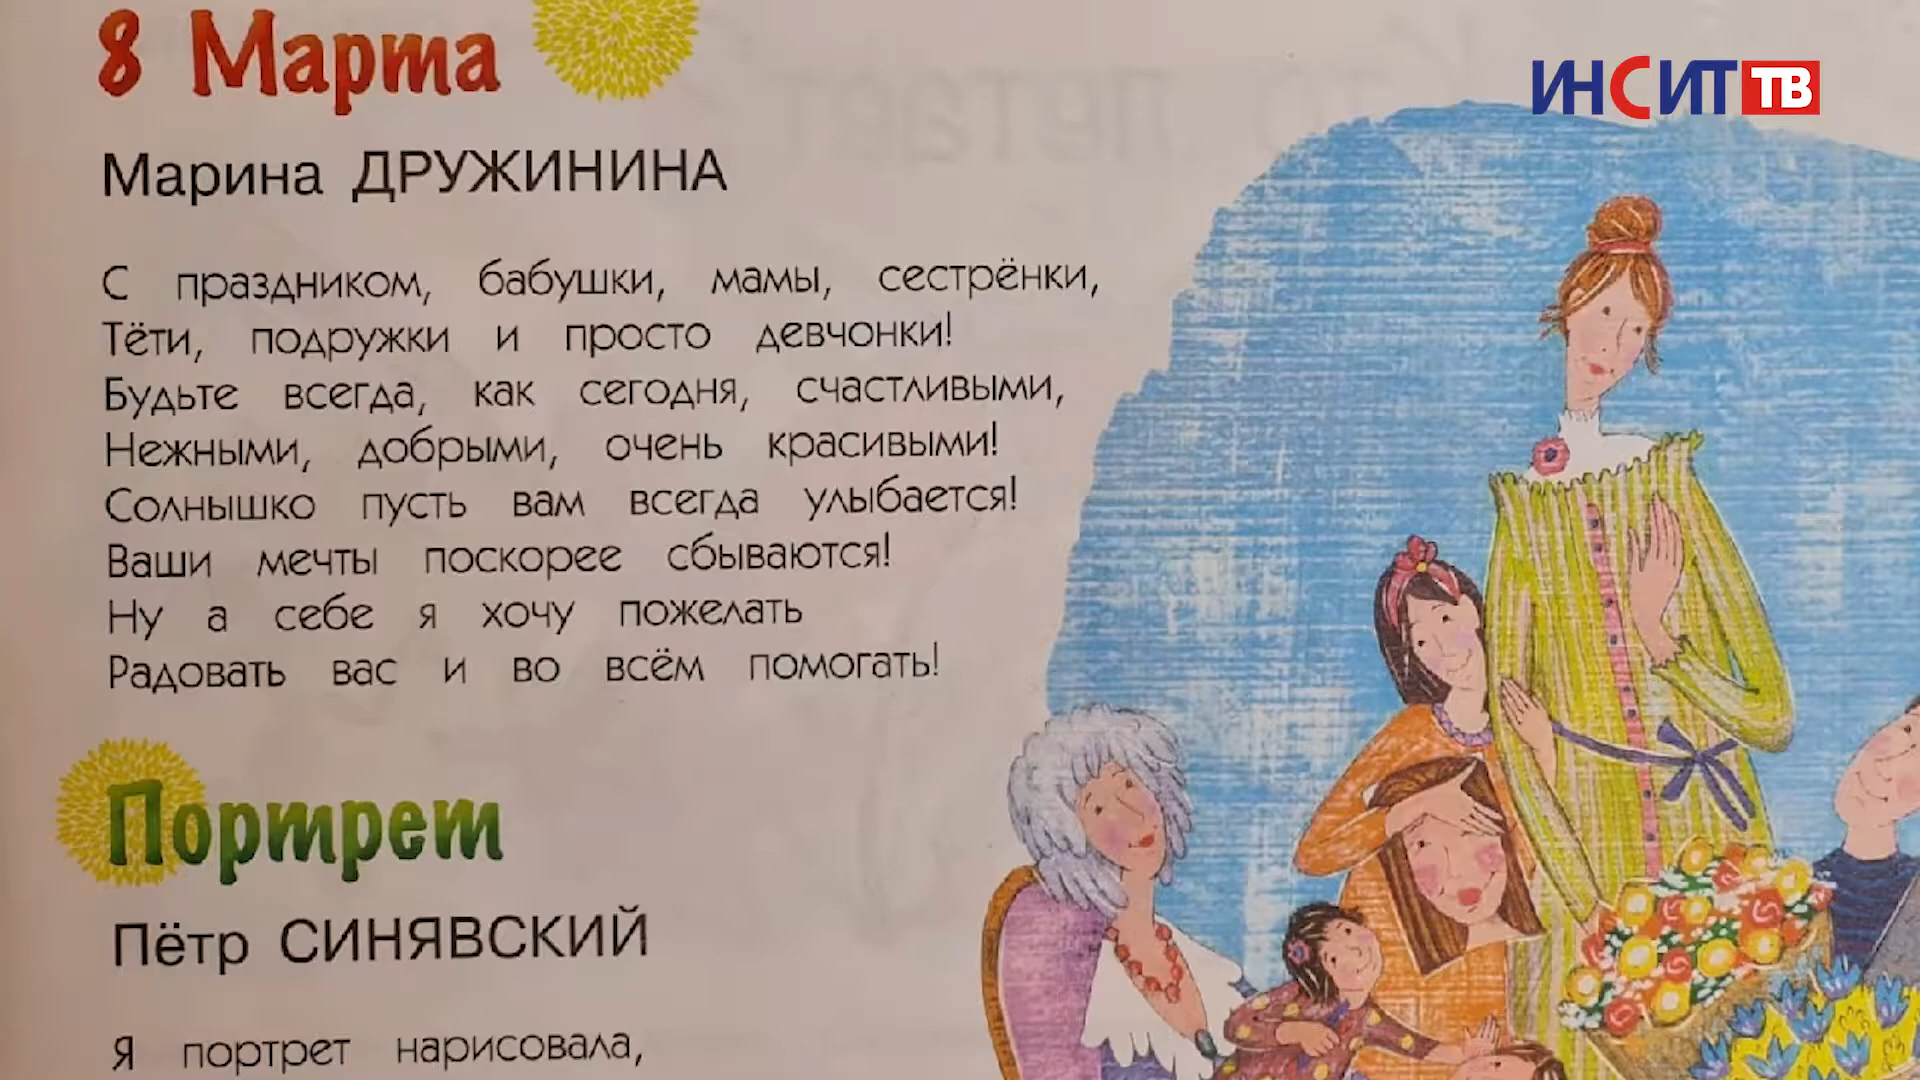 8 Марта
ИНСИТ ТВ
Марина ДРУЖИНИНА
С праздником, бабушки, мамы, сестрёнки,
Тёти, подружки и просто девчонки!
Будьте всегда, как сегодня, счастливыми,
Нежными, добрыми, очень красивыми!
Солнышко пусть вам всегда улыбается!
Ваши мечты поскорее сбываются!
Ну а себе я хочу пожелать
Радовать вас и во всём помогать!
Портрет
Пётр СИНЯВСКИЙ
Я портрет нарисовала,